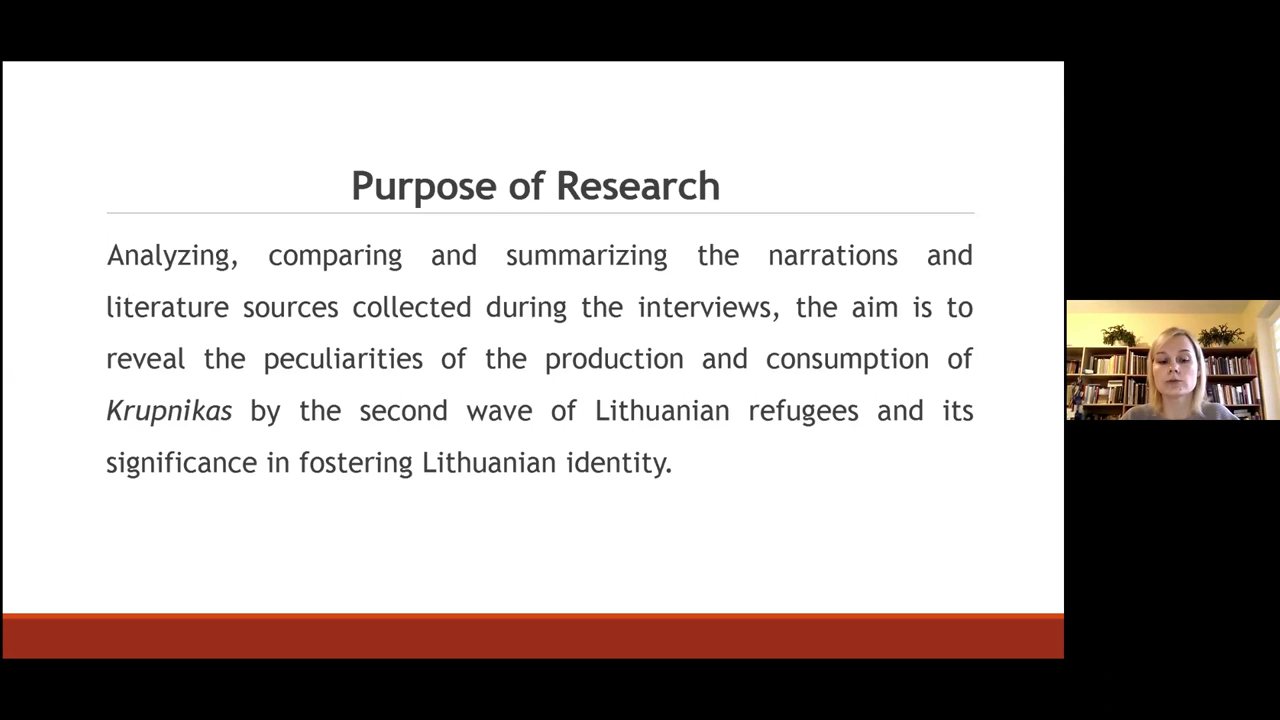 Purpose of Research
Analyzing, comparing and summarizing the narrations and
literature sources collected during the interviews, the aim is to
reveal the peculiarities of the production and consumption of
Krupnikas by the second wave of Lithuanian refugees and its
significance in fostering Lithuanian identity.